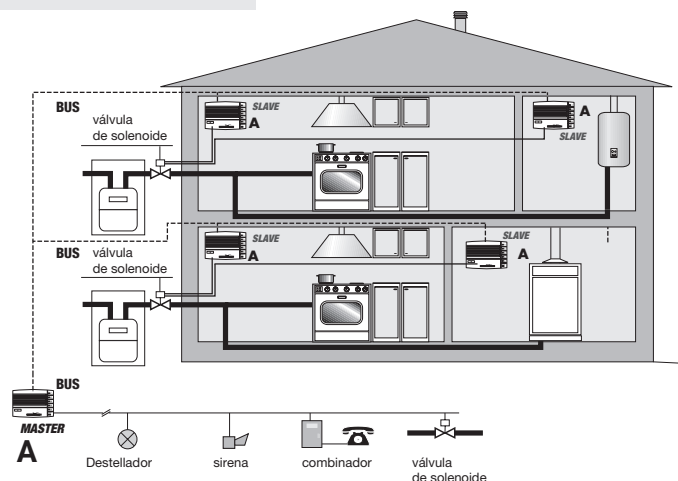 BUS
SLAVE
A
A
SLAVE
válvula
de solenoide
BUS
SLAVE
A
SLAVE
A
válvula
de solenoide
BUS
MASTER
A
Destellador
sirena
combinador
válvula
de solenoide